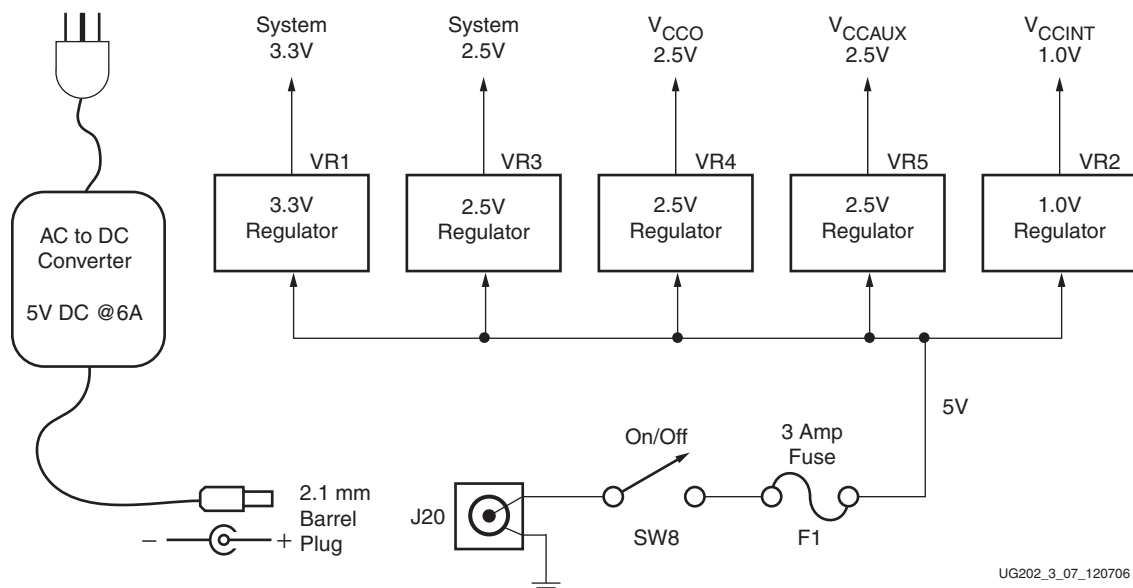 System
3.3V
System
2.5V
VCCO
2.5V
VCCAUX
2.5V
VCCINT
1.0V
VR1
VR3
VR4
VR5
VR2
3.3V
Regulator
2.5V
Regulator
2.5V
Regulator
2.5V
Regulator
1.0V
Regulator
AC to DC
Converter
5V DC @6A
5V
On/Off
3 Amp
Fuse
2.1 mm
Barrel
Plug
– +
J20
SW8
F1
UG202_3_07_120706